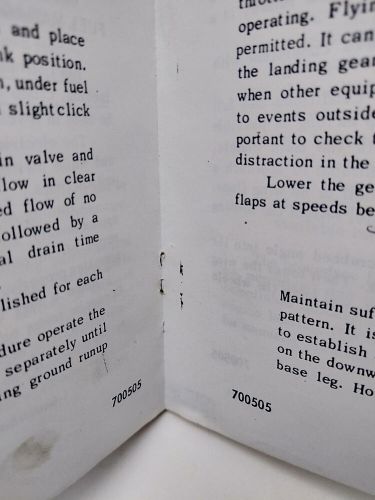 and place
position.
, under fuel
slight click
in valve and
low in clear
ed flow of no
ollowed by a
al drain time
lished for each
dure operate the
separately until
ing ground runup
700505
operating. Flyin
permitted. It can
the landing gear
when other equip
to events outside
portant to check t
distraction in the
Lower the ge
flaps at speeds be
Maintain suf
pattern. It is
to establish
on the downw
base leg. Ho
700505